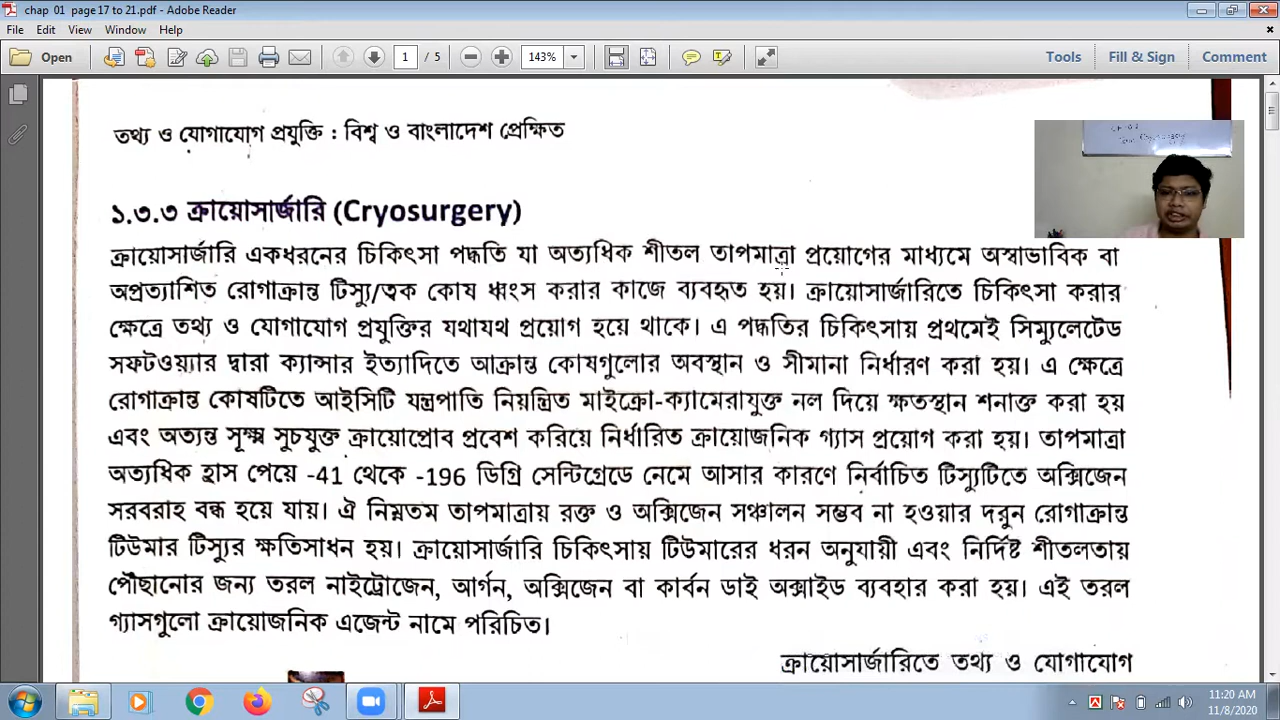 chap 01 page 17 to 21.pdf - Adobe Reader
File Edit View Window Help
Open 1 / 5 143% Tools Fill & Sign Comment
তথ্য ও যোগাযোগ প্রযুক্তি : বিশ্ব ও বাংলাদেশ প্রেক্ষিত
১.৩.৩ ক্রায়োসার্জারি (Cryosurgery)
ক্রায়োসার্জারি একধরনের চিকিৎসা পদ্ধতি যা অত্যধিক শীতল তাপমাত্রা প্রয়োগের মাধ্যমে অস্বাভাবিক বা
অপ্রত্যাশিত রোগাক্রান্ত টিস্যু/ত্বক কোষ ধ্বংস করার কাজে ব্যবহৃত হয়। ক্রায়োসার্জারিতে চিকিৎসা করার
ক্ষেত্রে তথ্য ও যোগাযোগ প্রযুক্তির যথাযথ প্রয়োগ হয়ে থাকে। এ পদ্ধতির চিকিৎসায় প্রথমেই সিম্যুলেটেড
সফটওয়্যার দ্বারা ক্যান্সার ইত্যাদিতে আক্রান্ত কোষগুলোর অবস্থান ও সীমানা নির্ধারণ করা হয়। এ ক্ষেত্রে
রোগাক্রান্ত কোষটিতে আইসিটি যন্ত্রপাতি নিয়ন্ত্রিত মাইক্রো-ক্যামেরাযুক্ত নল দিয়ে ক্ষতস্থান শনাক্ত করা হয়
এবং অত্যন্ত সূক্ষ্ম সুচযুক্ত ক্রায়োপ্রোব প্রবেশ করিয়ে নির্ধারিত ক্রায়োজনিক গ্যাস প্রয়োগ করা হয়। তাপমাত্রা
অত্যধিক হ্রাস পেয়ে -41 থেকে -196 ডিগ্রি সেন্টিগ্রেডে নেমে আসার কারণে নির্বাচিত টিস্যুটিতে অক্সিজেন
সরবরাহ বন্ধ হয়ে যায়। ঐ নিম্নতম তাপমাত্রায় রক্ত ও অক্সিজেন সঞ্চালন সম্ভব না হওয়ার দরুন রোগাক্রান্ত
টিউমার টিস্যুর ক্ষতিসাধন হয়। ক্রায়োসার্জারি চিকিৎসায় টিউমারের ধরন অনুযায়ী এবং নির্দিষ্ট শীতলতায়
পৌঁছানোর জন্য তরল নাইট্রোজেন, আর্গন, অক্সিজেন বা কার্বন ডাই অক্সাইড ব্যবহার করা হয়। এই তরল
গ্যাসগুলো ক্রায়োজনিক এজেন্ট নামে পরিচিত।
ক্রায়োসার্জারিতে তথ্য ও যোগাযোগ
11:20 AM
11/8/2020